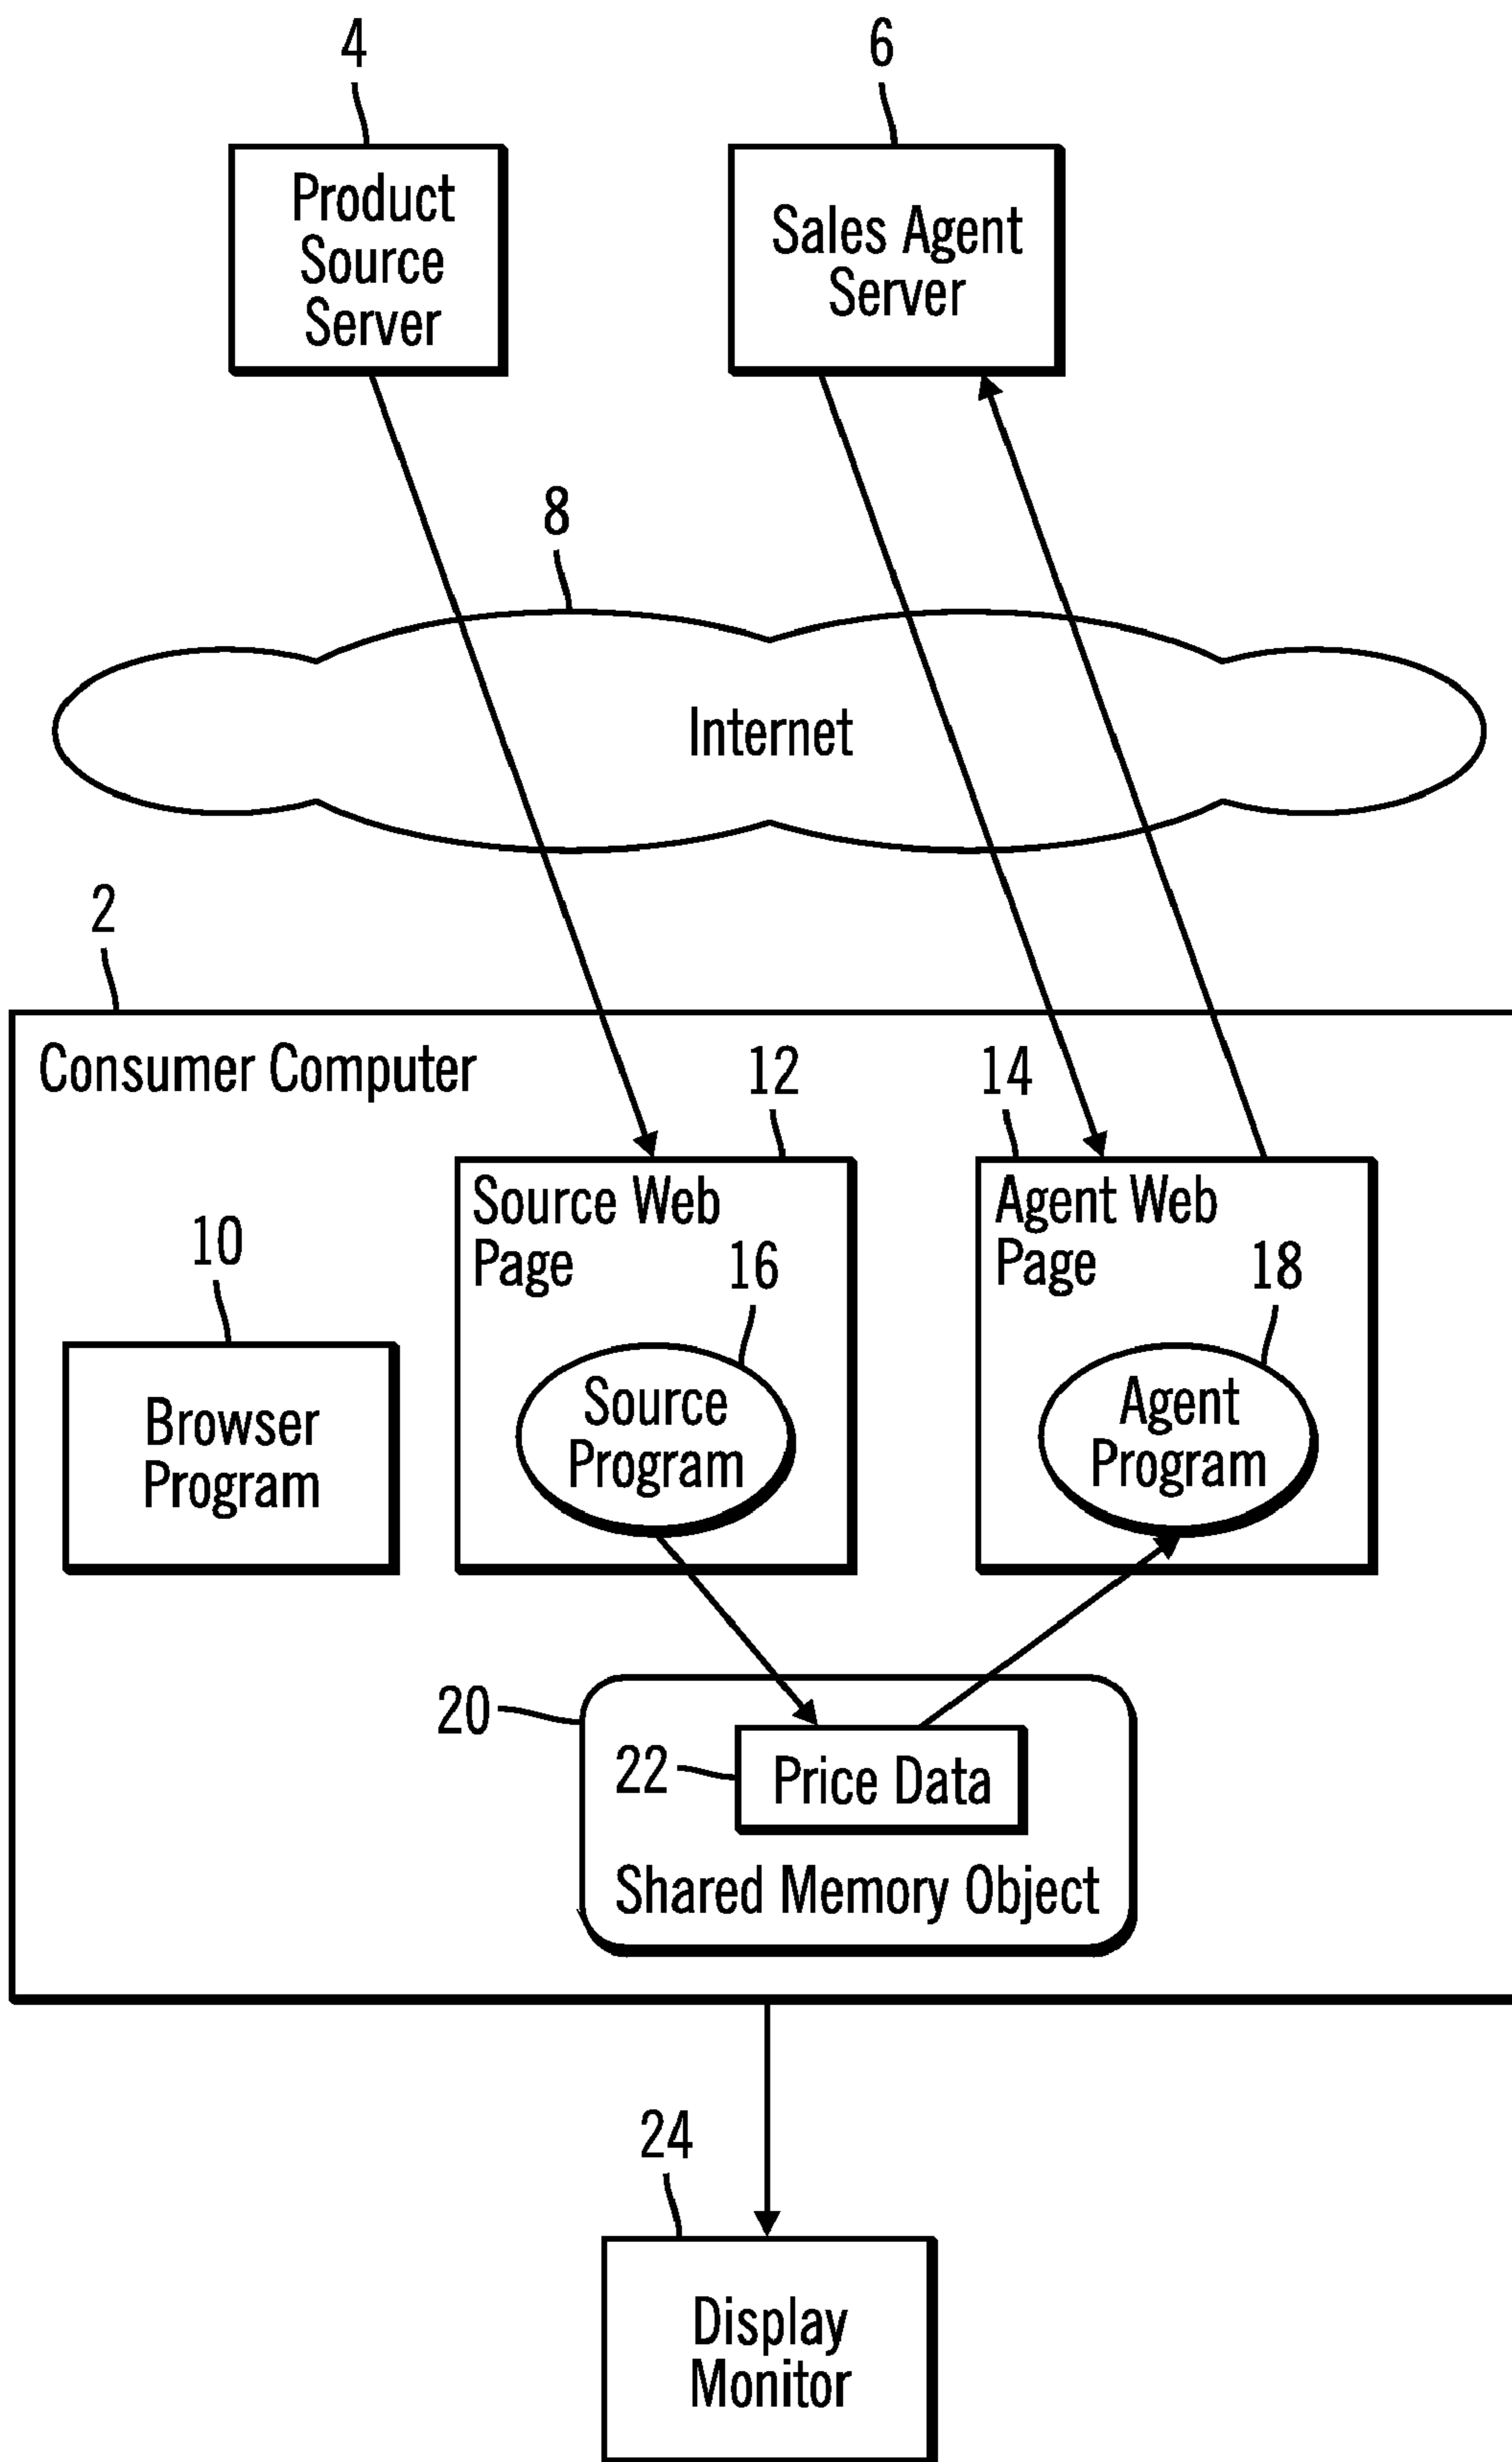 4
6
Product
Source
Server
Sales Agent
Server
8
Internet
2
Consumer Computer
12
14
Source Web
Page
Agent Web
Page
10
16
18
Browser
Program
Source
Program
Agent
Program
20
22
Price Data
Shared Memory Object
24
Display
Monitor